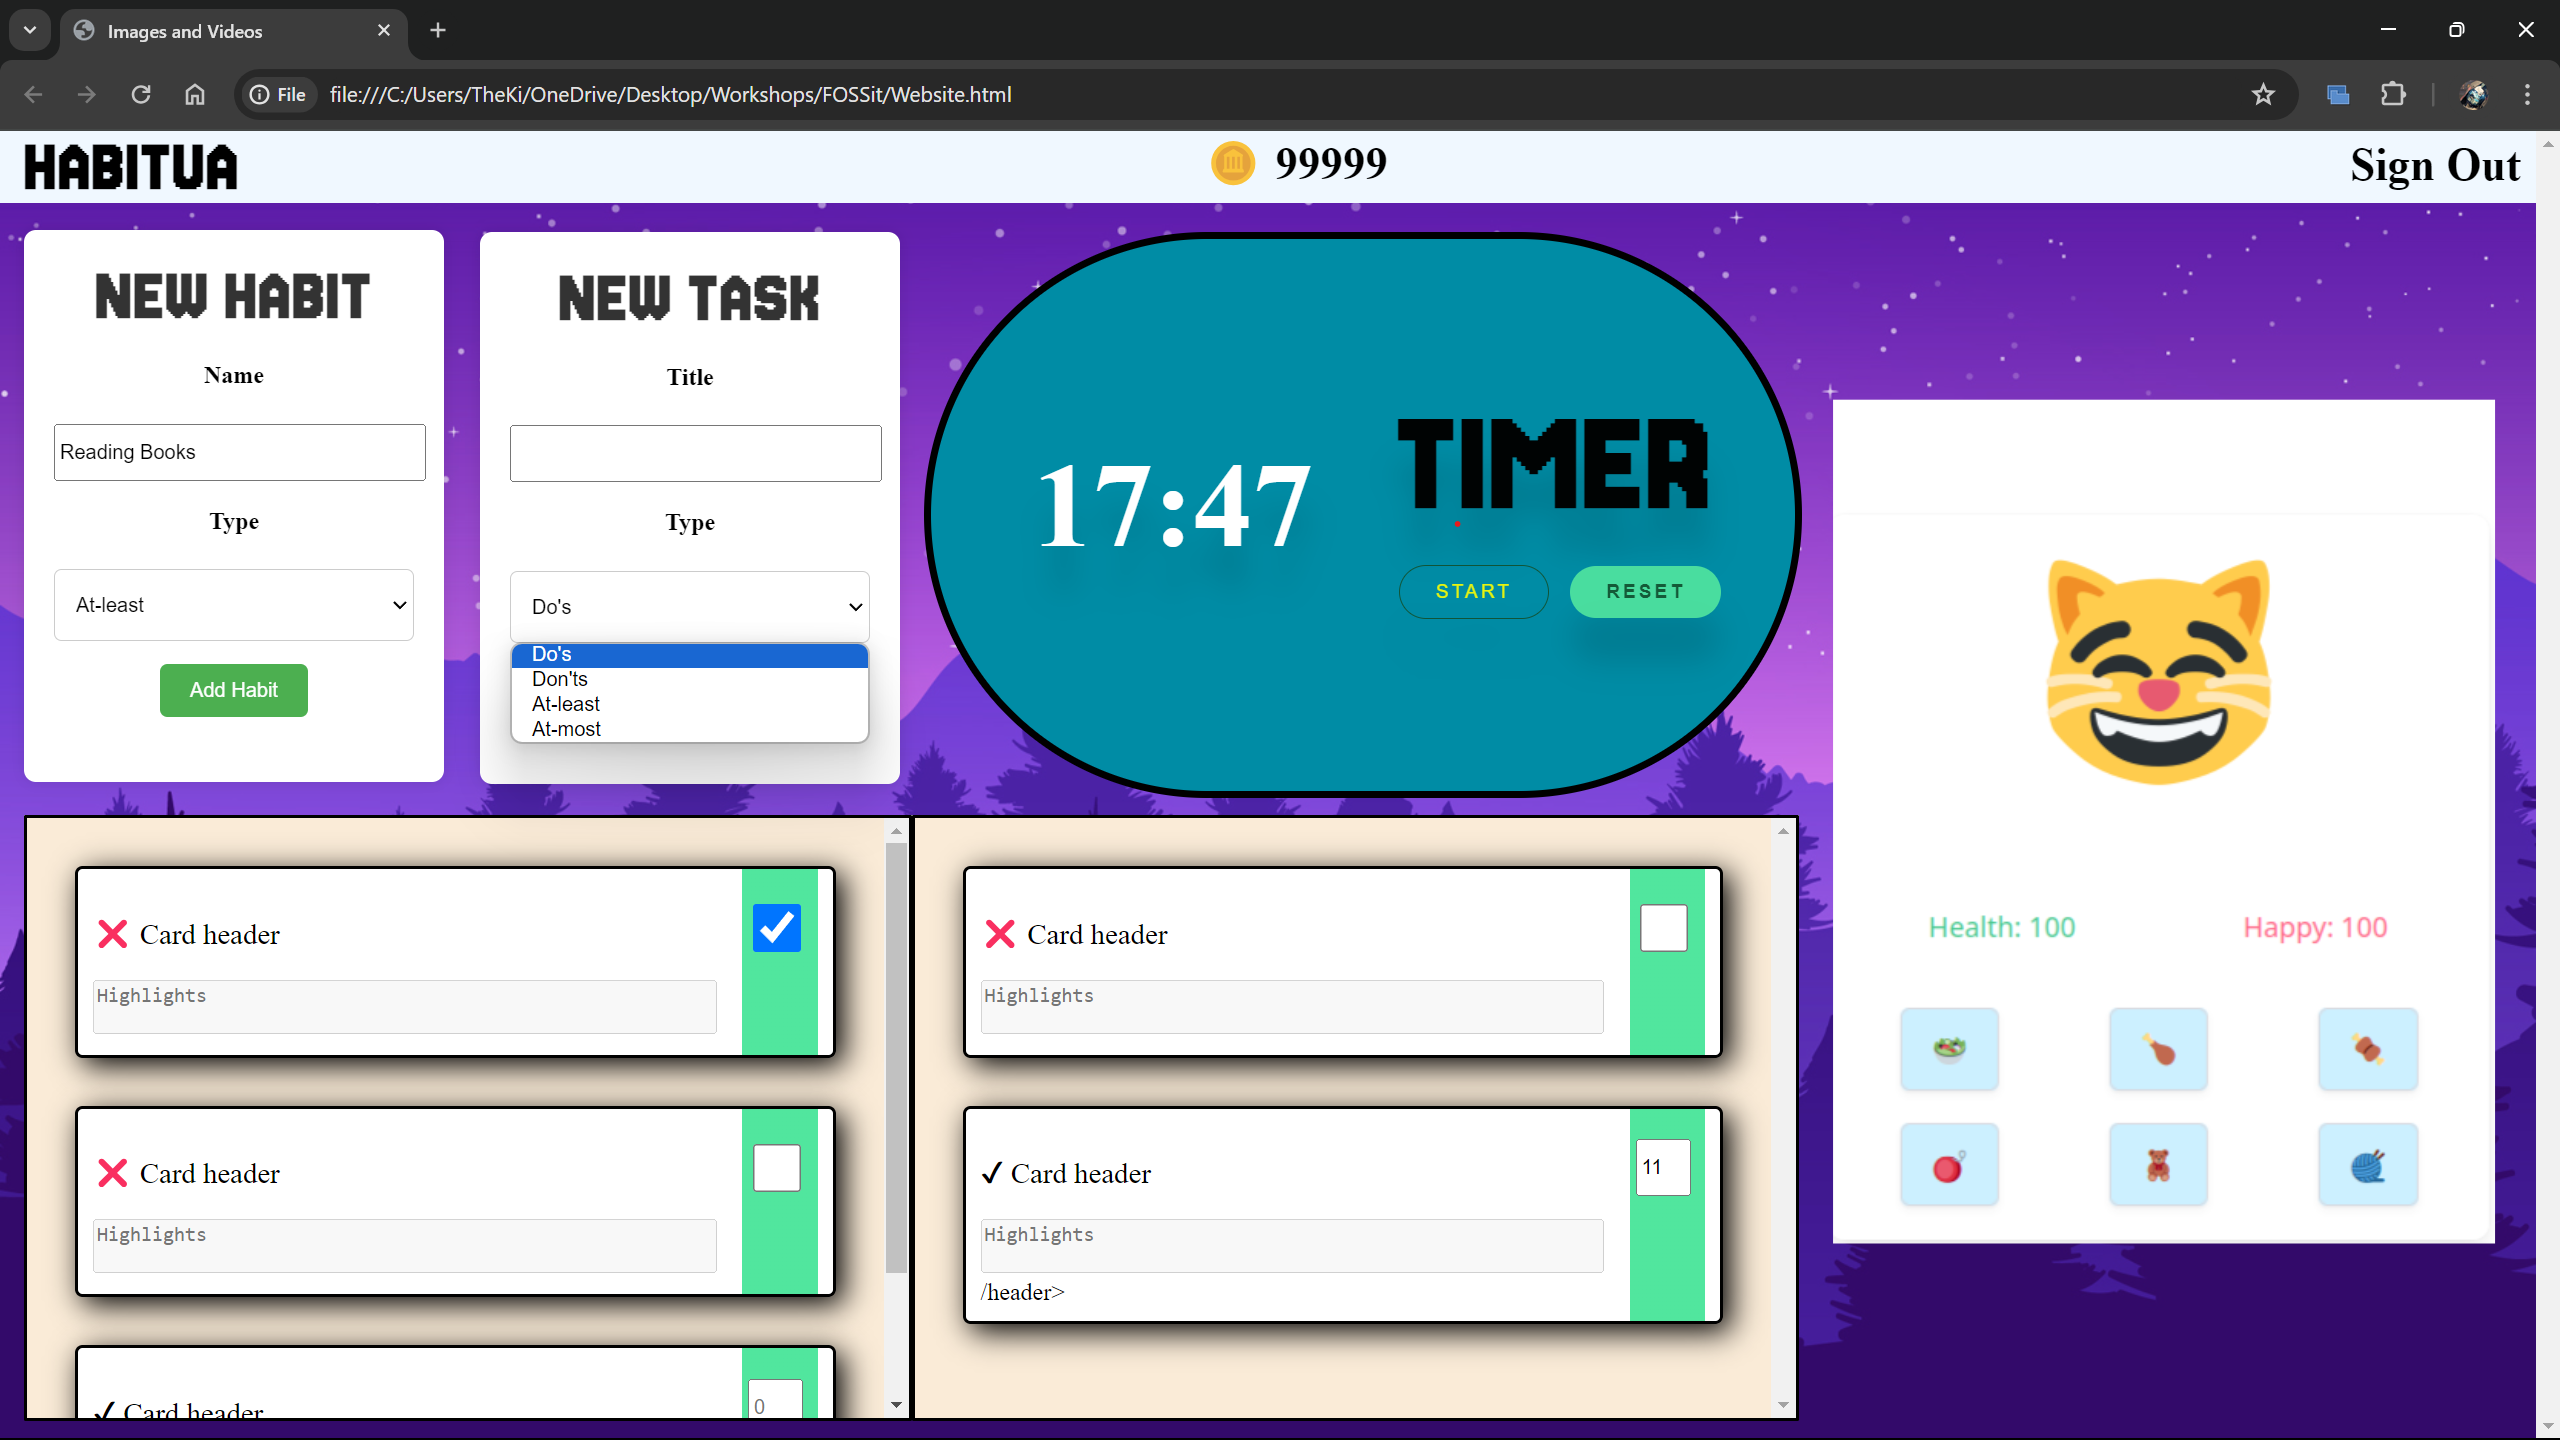 Images and Videos
File
file:///C:/Users/TheKi/OneDrive/Desktop/Workshops/FOSSit/Website.html
HABITUA
99999
Sign Out
NEW HABIT
Name
Reading Books
Type
At-least
Add Habit
NEW TASK
Title
Type
Do's
Do's
Don'ts
At-least
At-most
17:47
TIMER
START
RESET
Card header
Highlights
Card header
Highlights
Card header
0
Card header
Highlights
Card header
11
Highlights
/header>
Health: 100
Happy: 100